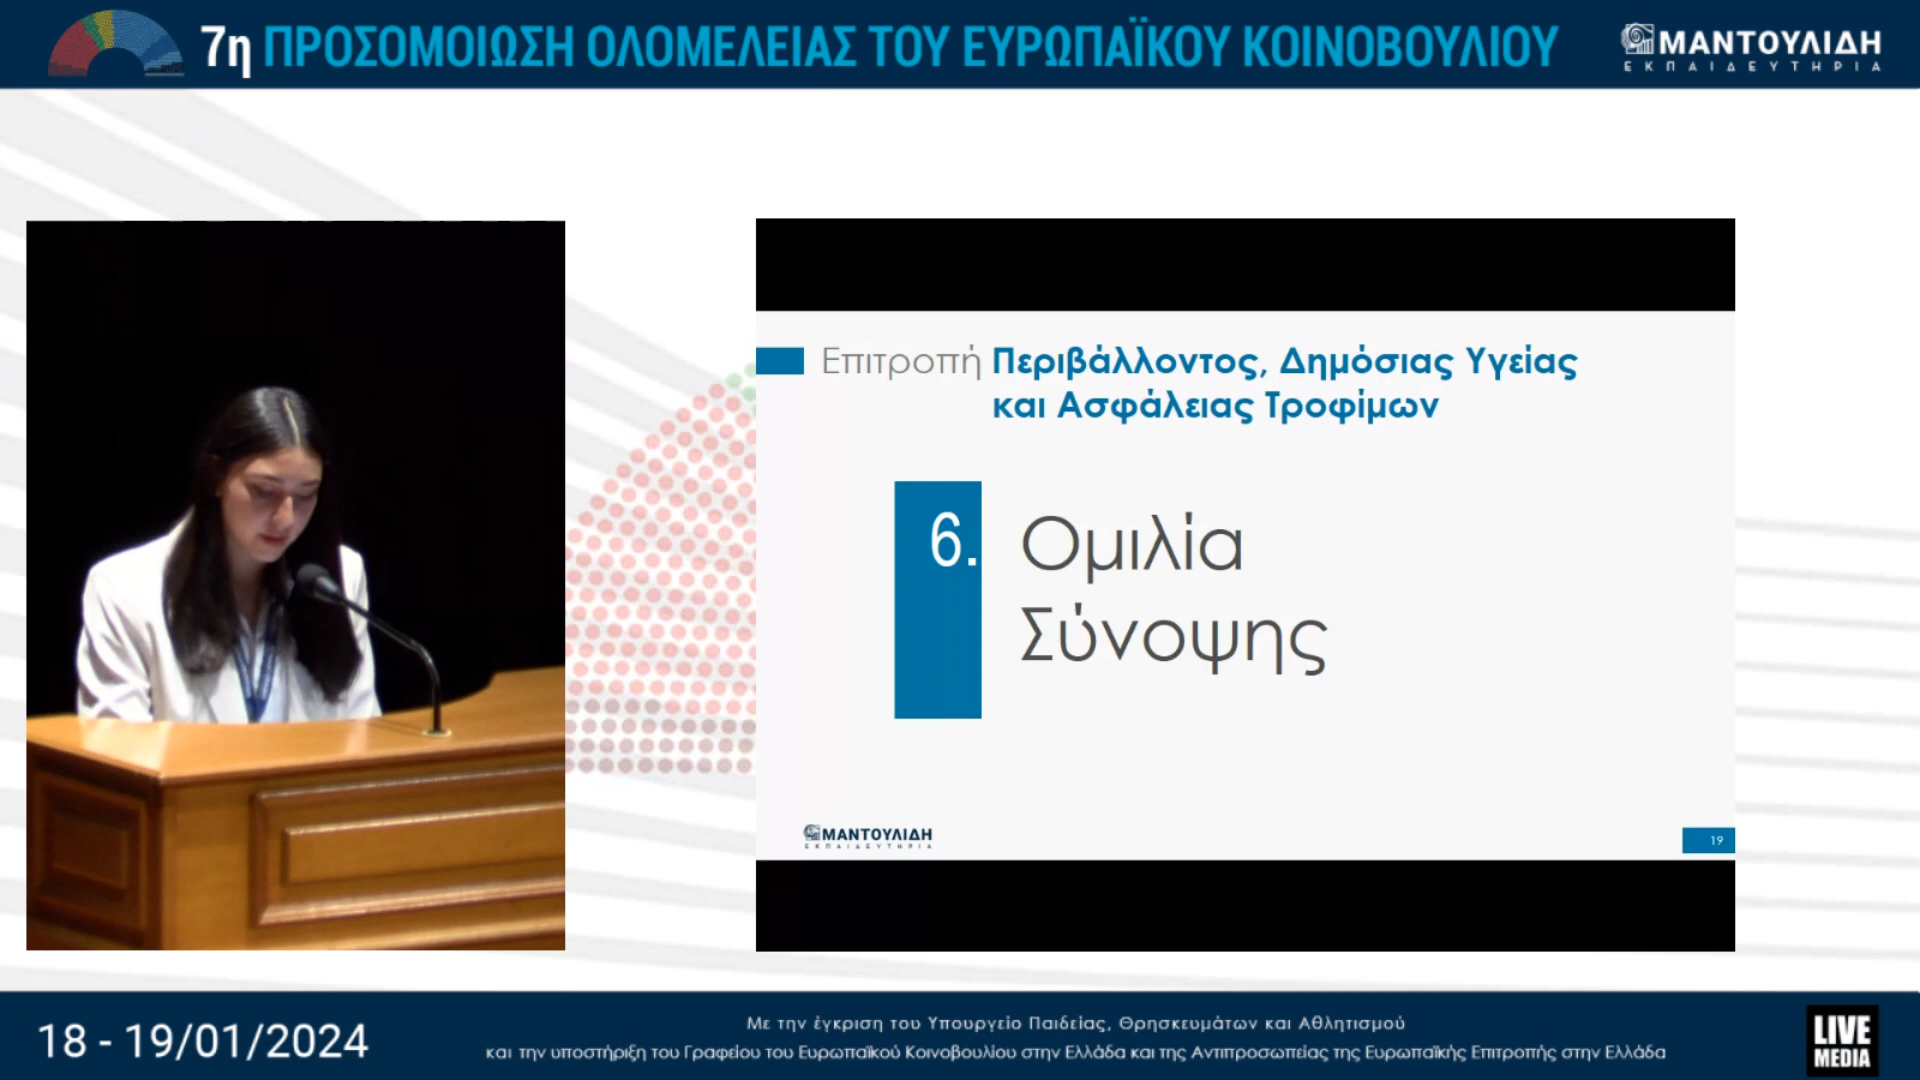 7η ΠΡΟΣΟΜΟΙΩΣΗ ΟΛΟΜΕΛΕΙΑΣ ΤΟΥ ΕΥΡΩΠΑΪΚΟΥ ΚΟΙΝΟΒΟΥΛΙΟΥ
ΜΑΝΤΟΥΛΙΔΗ
ΕΚΠΑΙΔΕΥΤΗΡΙΑ
Επιτροπή Περιβάλλοντος, Δημόσιας Υγείας
και Ασφάλειας Τροφίμων
6. Ομιλία
Σύνοψης
ΜΑΝΤΟΥΛΙΔΗ
ΕΚΠΑΙΔΕΥΤΗΡΙΑ
19
18 - 19/01/2024
Με την έγκριση του Υπουργείο Παιδείας, Θρησκευμάτων και Αθλητισμού
και την υποστήριξη του Γραφείου του Ευρωπαϊκού Κοινοβουλίου στην Ελλάδα και της Αντιπροσωπείας της Ευρωπαϊκής Επιτροπής στην Ελλάδα
LIVE
MEDIA